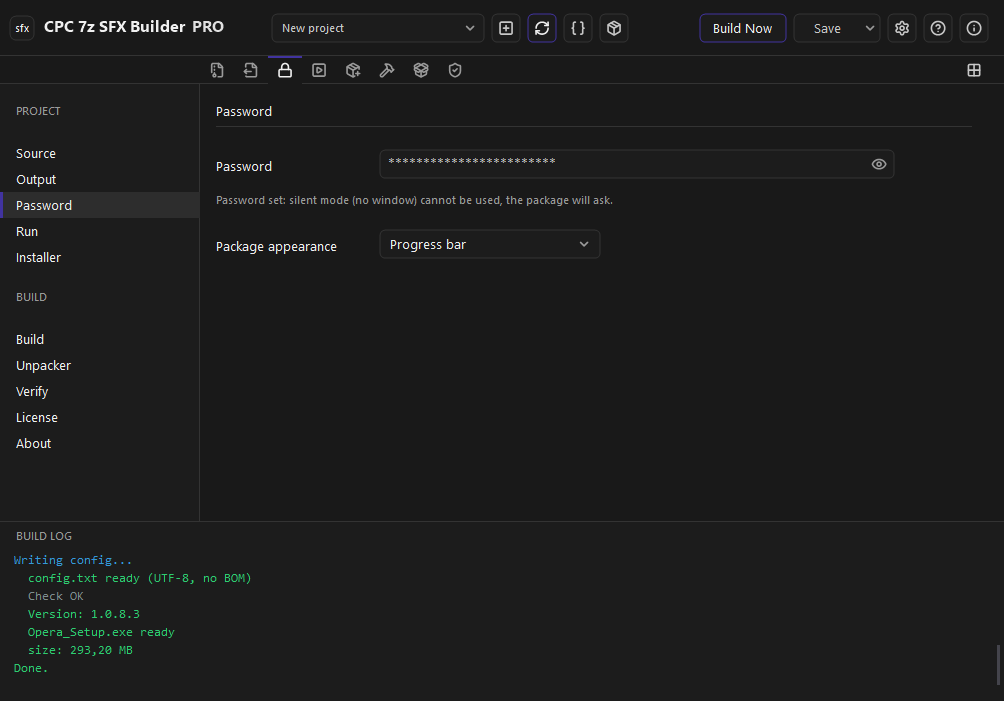 sfx CPC 7z SFX Builder PRO New project { } Build Now Save
PROJECT
Source
Output
Password
Run
Installer
BUILD
Build
Unpacker
Verify
License
About
Password
Password ************************
Password set: silent mode (no window) cannot be used, the package will ask.
Package appearance Progress bar
BUILD LOG
Writing config...
config.txt ready (UTF-8, no BOM)
Check OK
Version: 1.0.8.3
Opera_Setup.exe ready
size: 293,20 MB
Done.